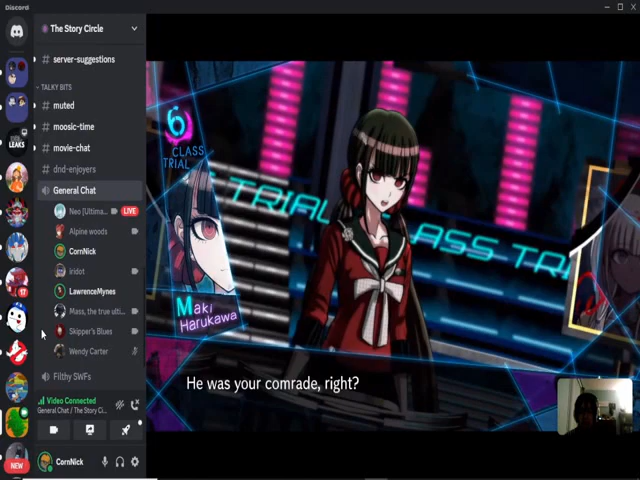 Discord
The Story Circle
# server-suggestions
TALKY BITS
# muted
# moosic-time
# movie-chat
# dnd-enjoyers
General Chat
Neo [Ultima... LIVE
Alpine woods
CornNick
iridot
LawrenceMynes
Mass, the true ulti...
Skipper's Blues
Wendy Carter
Filthy SWFs
Video Connected
General Chat / The Story Ci...
CornNick
LEAKS
17
NEW
6
CLASS
TRIAL
TRIAL
CLASS TRI
Maki
Harukawa
He was your comrade, right?